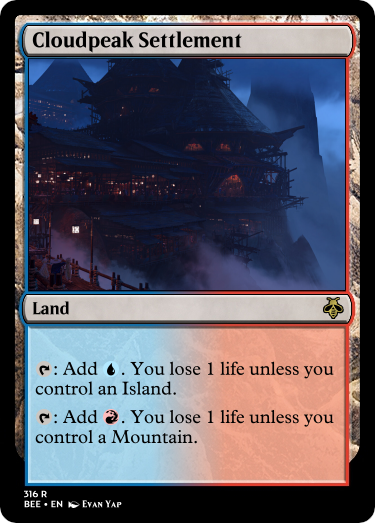 Cloudpeak Settlement
Land
: Add . You lose 1 life unless you
control an Island.
: Add . You lose 1 life unless you
control a Mountain.
316 R
BEE • EN Evan Yap